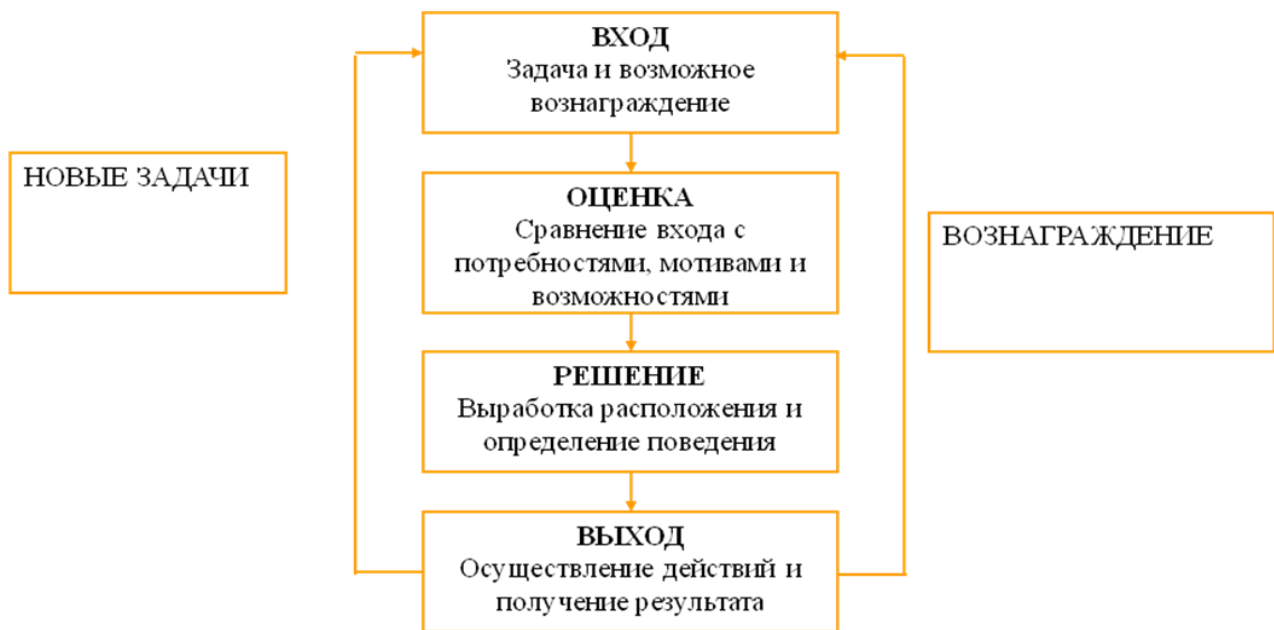 ВХОД
Задача и возможное
вознаграждение
НОВЫЕ ЗАДАЧИ
ОЦЕНКА
Сравнение входа с
потребностями, мотивами и
возможностями
ВОЗНАГРАЖДЕНИЕ
РЕШЕНИЕ
Выработка расположения и
определение поведения
ВЫХОД
Осуществление действий и
получение результата